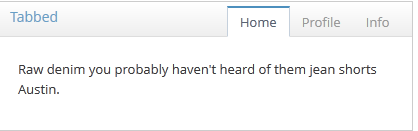 Tabbed
Home
Profile
Info
Raw denim you probably haven't heard of them jean shorts
Austin.